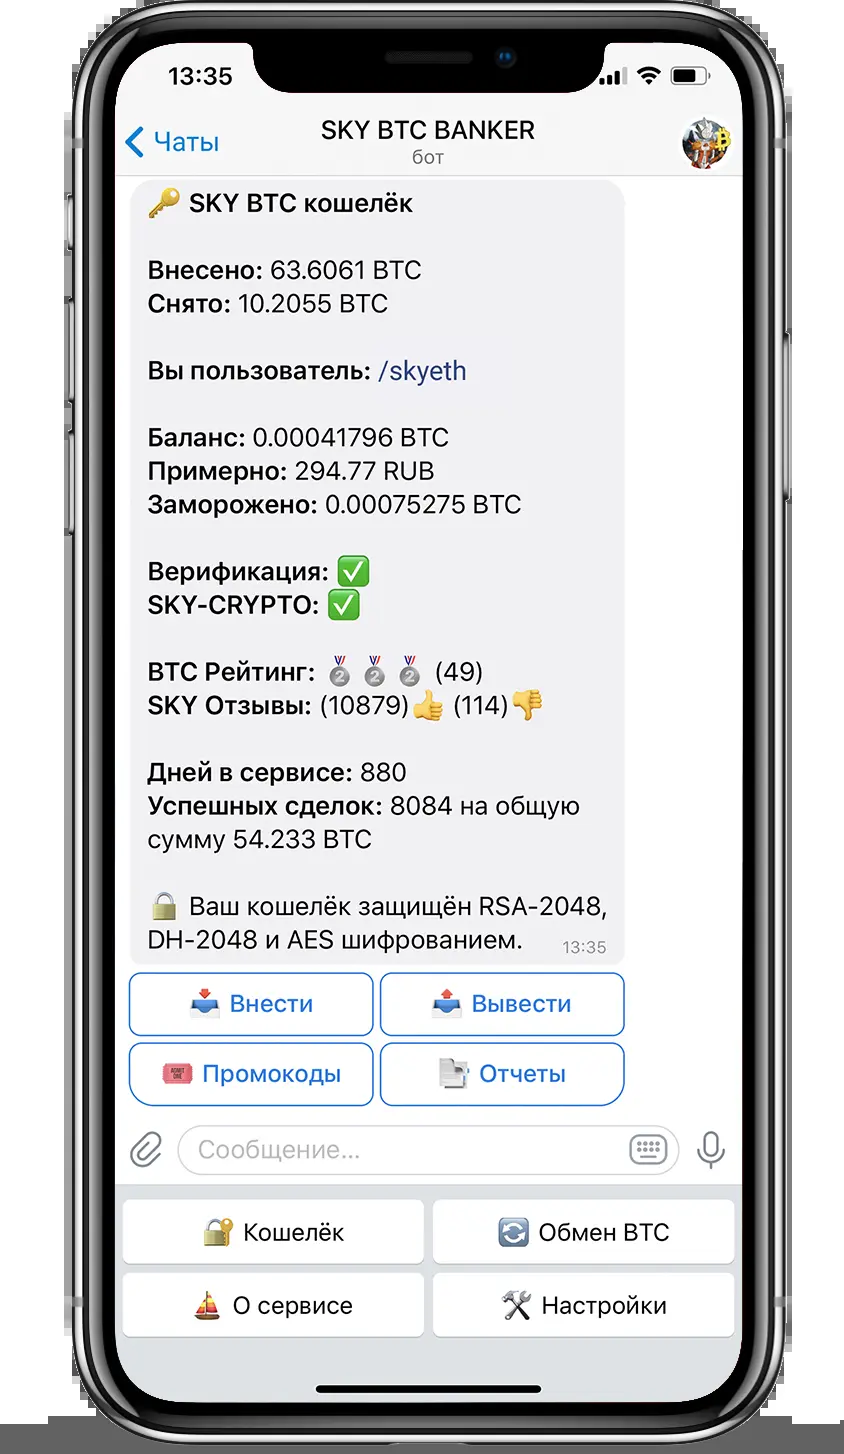 13:35
Чаты
SKY BTC BANKER
бот
SKY BTC кошелёк
Внесено: 63.6061 BTC
Снято: 10.2055 BTC
Вы пользователь: /skyeth
Баланс: 0.00041796 BTC
Примерно: 294.77 RUB
Заморожено: 0.00075275 BTC
Верификация: ✅
SKY-CRYPTO: ✅
BTC Рейтинг: 🥈 🥈 🥈 (49)
SKY Отзывы: (10879)👍 (114)👎
Дней в сервисе: 880
Успешных сделок: 8084 на общую
сумму 54.233 BTC
🔒 Ваш кошелёк защищён RSA-2048,
DH-2048 и AES шифрованием.
13:35
Внести
Вывести
Промокоды
Отчеты
Сообщение...
Кошелёк
Обмен BTC
О сервисе
Настройки